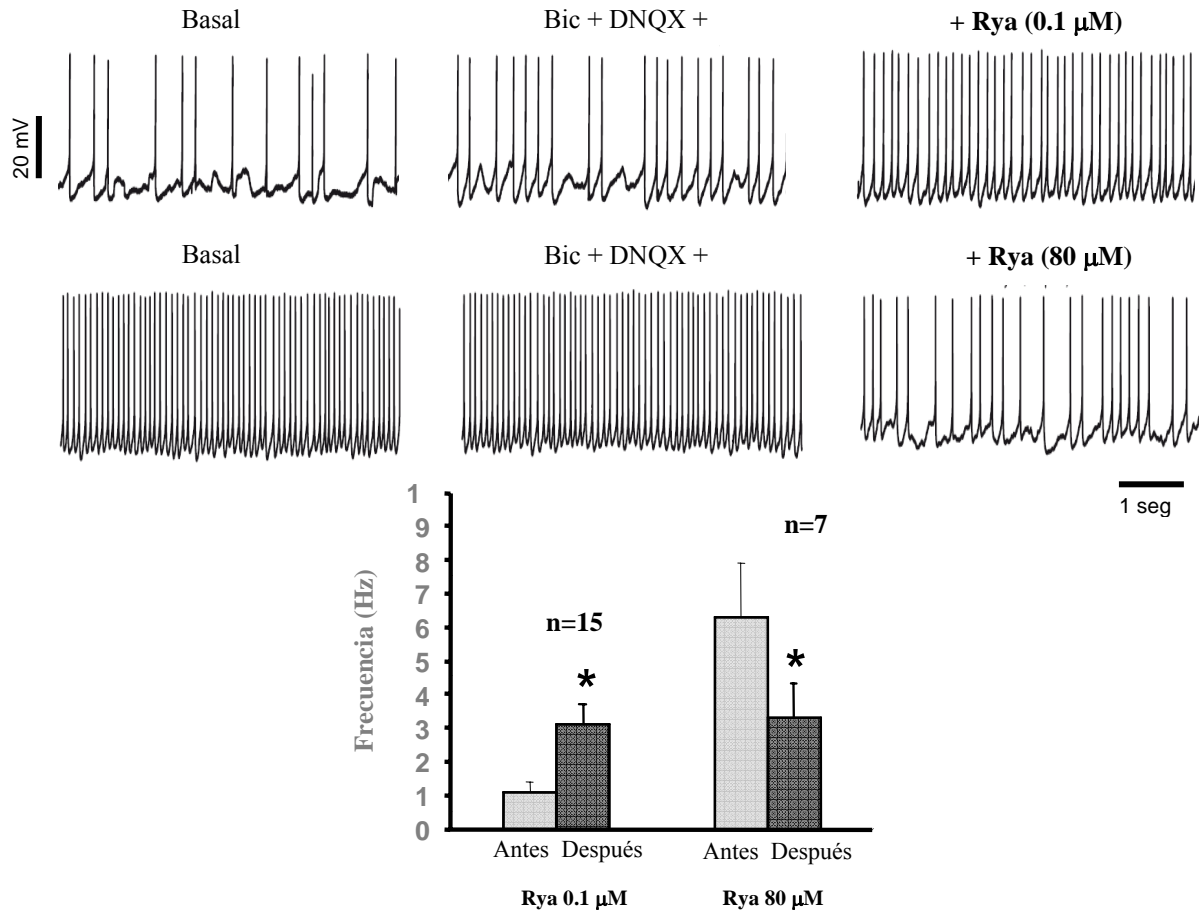 Basal
Bic + DNQX +
+ Rya (0.1 μM)
20 mV
Basal
Bic + DNQX +
+ Rya (80 μM)
1 seg
Frecuencia (Hz)
1
9
8
7
6
5
4
3
2
1
0
n=15
*
n=7
*
Antes Después
Antes Después
Rya 0.1 μM
Rya 80 μM